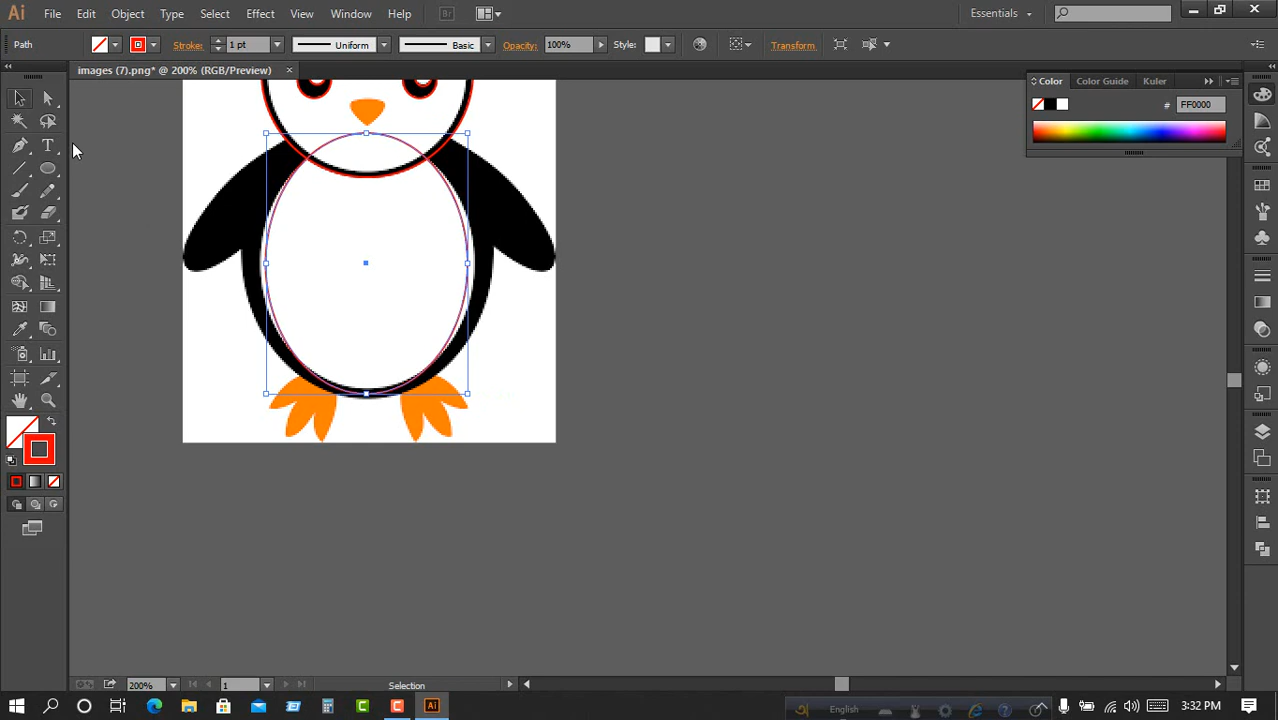 Ai File Edit Object Type Select Effect View Window Help Br Essentials
Path Stroke: 1 pt Uniform Basic Opacity: 100% Style: Transform
images (7).png* @ 200% (RGB/Preview)
Color Color Guide Kuler
# FF0000
T
200% 1 Selection
Ai English 3:32 PM